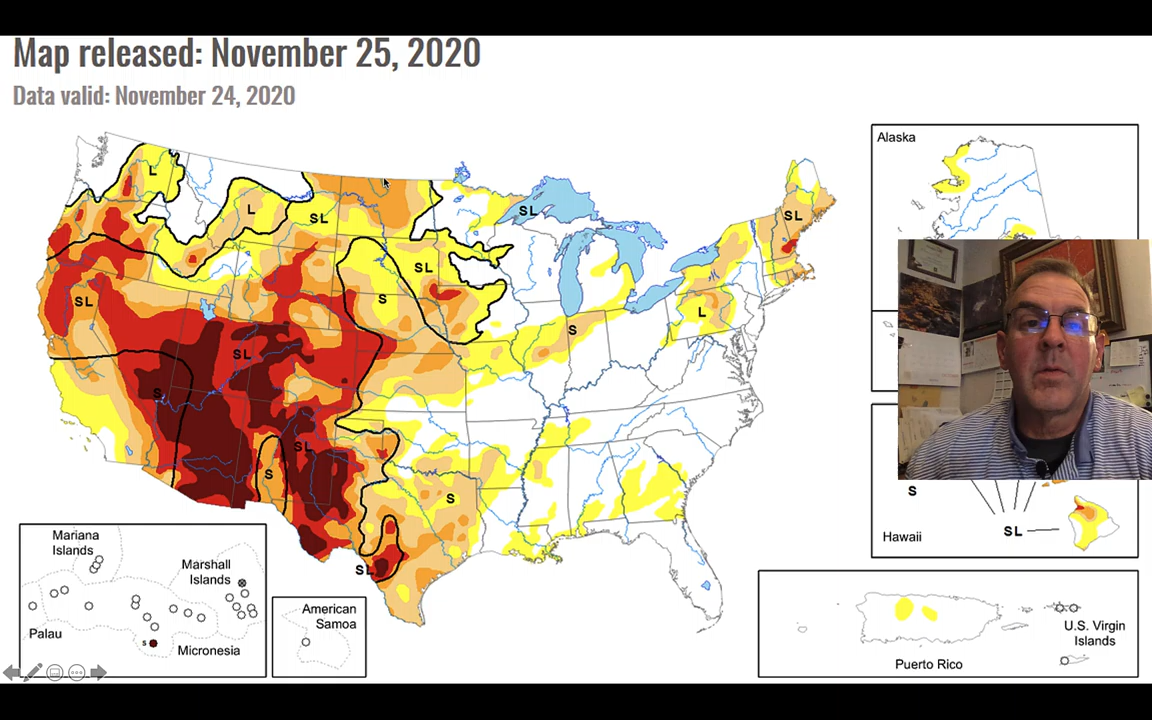 Map released: November 25, 2020
Data valid: November 24, 2020
Alaska
L
L
SL
SL
SL
SL
S
SL
S
L
SL
S
SL
S
S
SL
S
SL
Hawaii
Mariana
Islands
Marshall
Islands
Palau
S
Micronesia
American
Samoa
U.S. Virgin
Islands
Puerto Rico